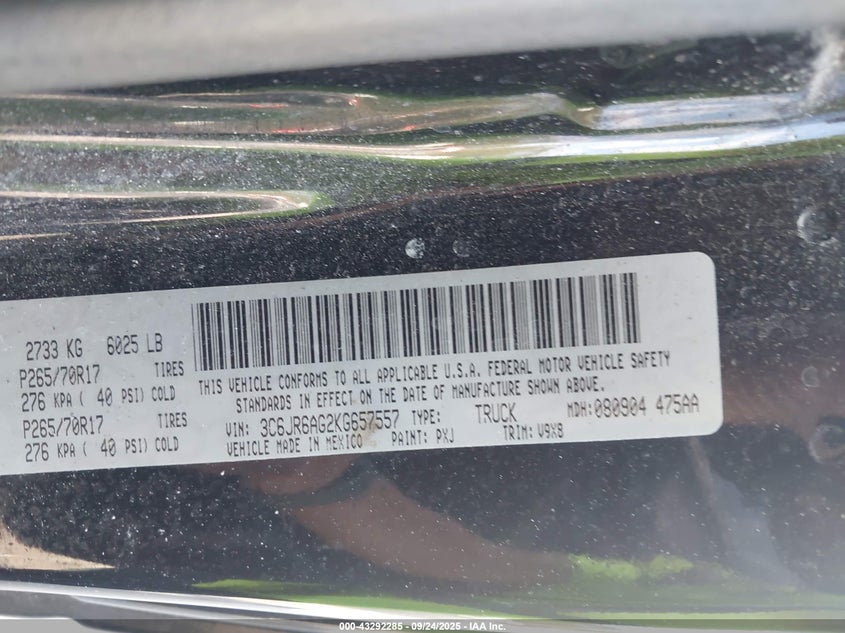 2733 KG 6025 LB
P265/70R17 TIRES
276 KPA ( 40 PSI) COLD
P265/70R17 TIRES
276 KPA ( 40 PSI) COLD
THIS VEHICLE CONFORMS TO ALL APPLICABLE U.S.A. FEDERAL MOTOR VEHICLE SAFETY
STANDARDS IN EFFECT ON THE DATE OF MANUFACTURE SHOWN ABOVE.
VIN: 3C6JR6AG2KG657557 TYPE: TRUCK MDH:090904 475AA
VEHICLE MADE IN MEXICO PAINT: PXJ TRIM: V9X8
000-43292285 - 09/24/2025 - IAA Inc.